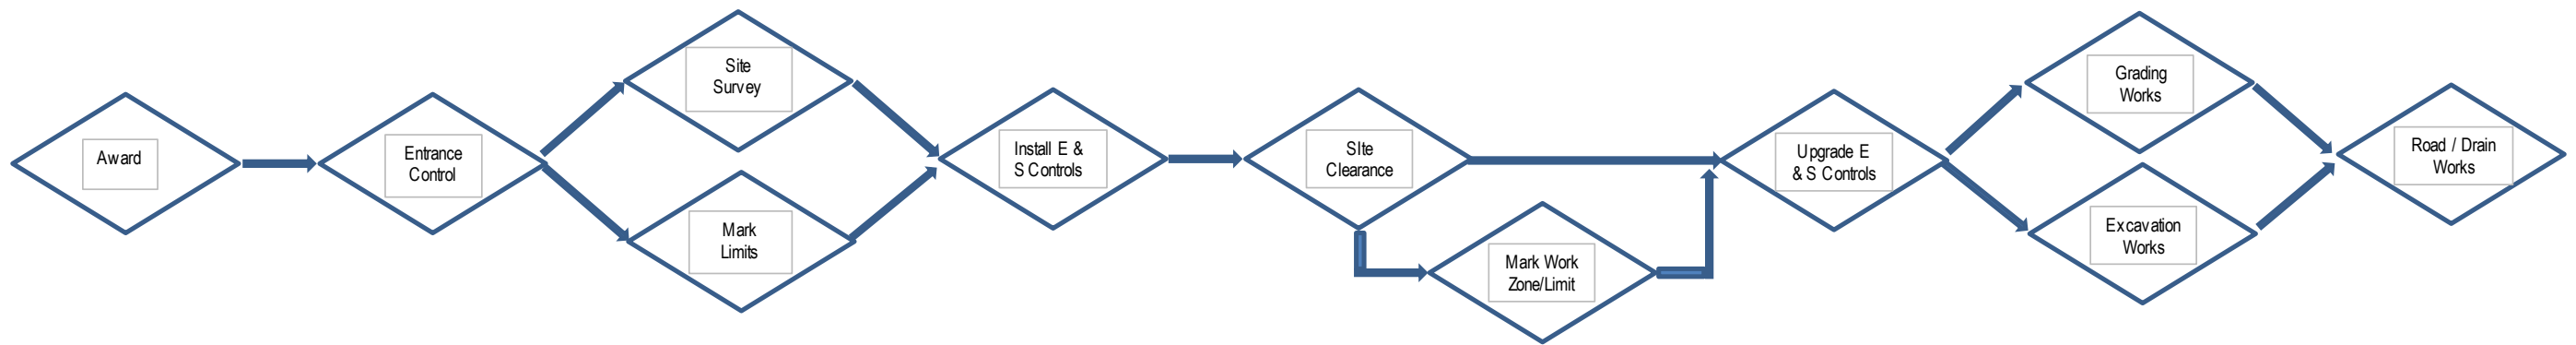 Award
Entrance
Control
Site
Survey
Mark
Limits
Install E &
S Controls
SIte
Clearance
Mark Work
Zone/Limit
Upgrade E
& S Controls
Grading
Works
Excavation
Works
Road / Drain
Works